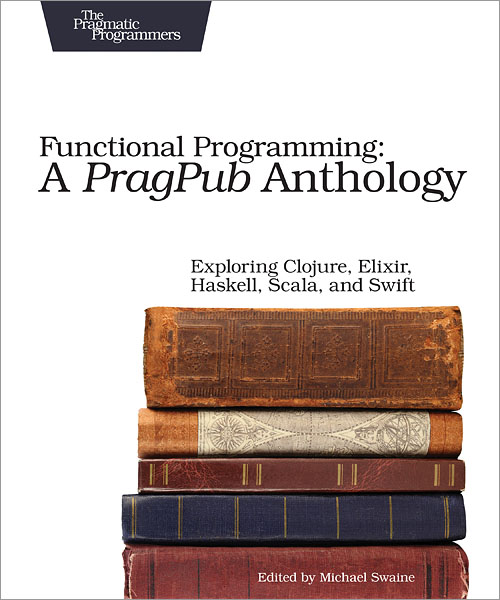 The
Pragmatic
Programmers
Functional Programming:
A PragPub Anthology
Exploring Clojure, Elixir,
Haskell, Scala, and Swift
Edited by Michael Swaine